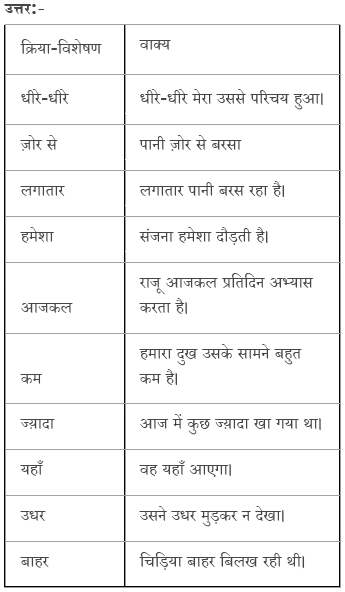 उत्तर:-
क्रिया-विशेषण वाक्य
धीरे-धीरे धीरे-धीरे मेरा उससे परिचय हुआ।
ज़ोर से पानी ज़ोर से बरसा
लगातार लगातार पानी बरस रहा है।
हमेशा संजना हमेशा दौड़ती है।
राजू आजकल प्रतिदिन अभ्यास
आजकल करता है।
हमारा दुख उसके सामने बहुत
कम कम है।
ज्य़ादा आज में कुछ ज्य़ादा खा गया था।
यहाँ वह यहाँ आएगा।
उधर उसने उधर मुड़कर न देखा।
बाहर चिड़िया बाहर बिलख रही थी।